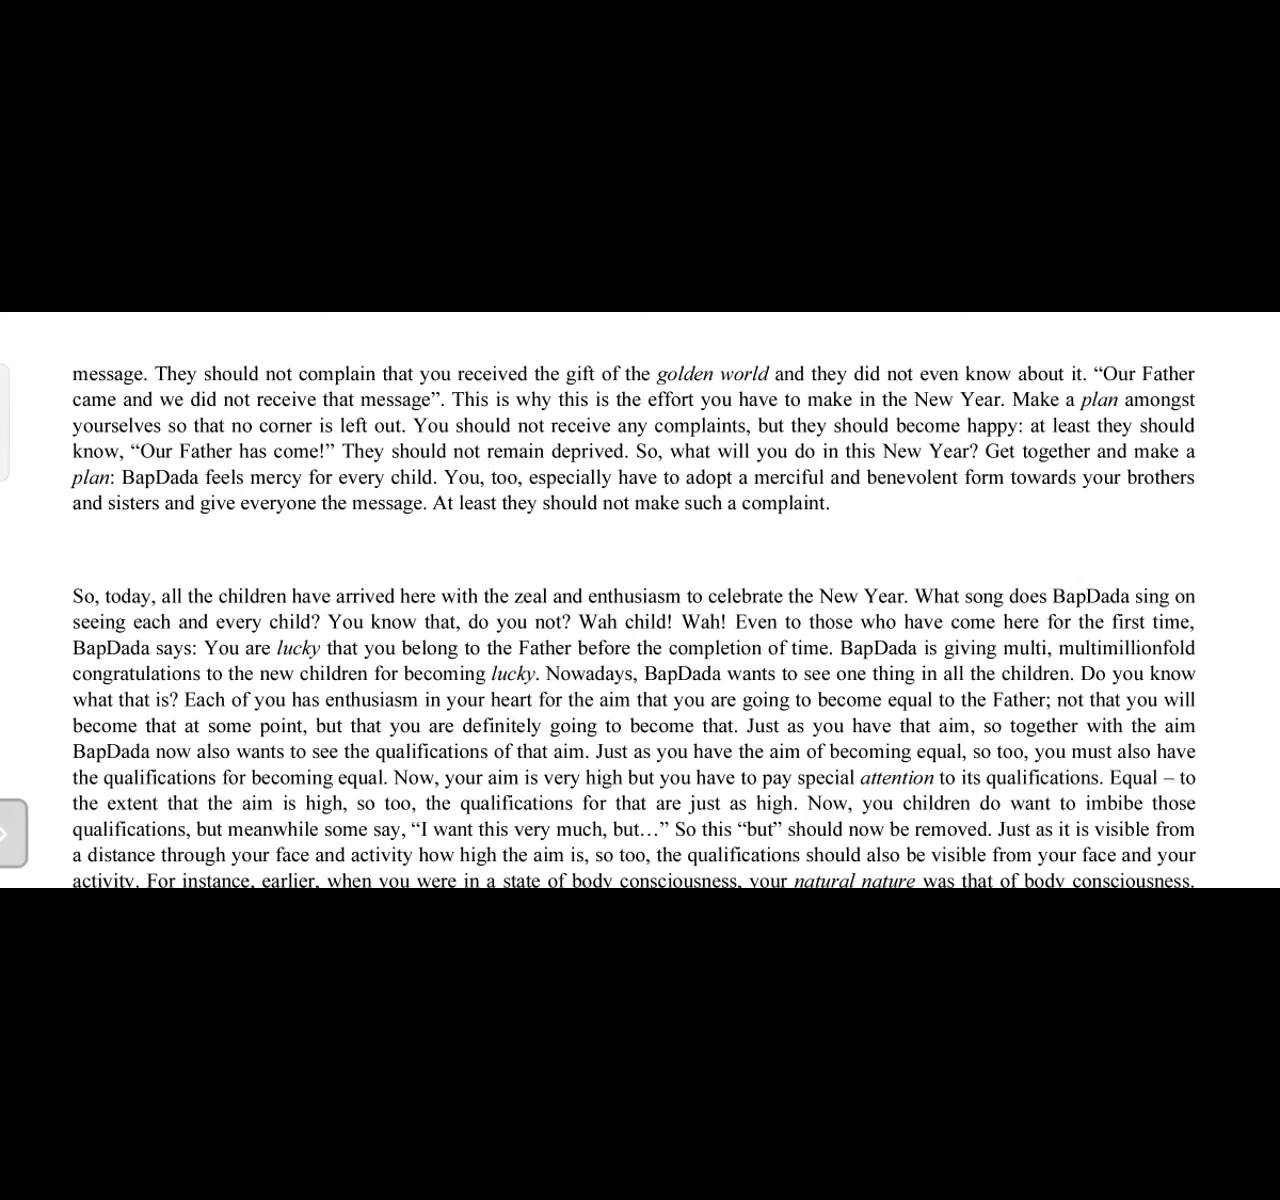 message. They should not complain that you received the gift of the golden world and they did not even know about it. “Our Father
came and we did not receive that message”. This is why this is the effort you have to make in the New Year. Make a plan amongst
yourselves so that no corner is left out. You should not receive any complaints, but they should become happy: at least they should
know, “Our Father has come!” They should not remain deprived. So, what will you do in this New Year? Get together and make a
plan: BapDada feels mercy for every child. You, too, especially have to adopt a merciful and benevolent form towards your brothers
and sisters and give everyone the message. At least they should not make such a complaint.
So, today, all the children have arrived here with the zeal and enthusiasm to celebrate the New Year. What song does BapDada sing on
seeing each and every child? You know that, do you not? Wah child! Wah! Even to those who have come here for the first time,
BapDada says: You are lucky that you belong to the Father before the completion of time. BapDada is giving multi, multimillionfold
congratulations to the new children for becoming lucky. Nowadays, BapDada wants to see one thing in all the children. Do you know
what that is? Each of you has enthusiasm in your heart for the aim that you are going to become equal to the Father; not that you will
become that at some point, but that you are definitely going to become that. Just as you have that aim, so together with the aim
BapDada now also wants to see the qualifications of that aim. Just as you have the aim of becoming equal, so too, you must also have
the qualifications for becoming equal. Now, your aim is very high but you have to pay special attention to its qualifications. Equal – to
the extent that the aim is high, so too, the qualifications for that are just as high. Now, you children do want to imbibe those
qualifications, but meanwhile some say, “I want this very much, but…” So this “but” should now be removed. Just as it is visible from
a distance through your face and activity how high the aim is, so too, the qualifications should also be visible from your face and your
activity. For instance, earlier, when you were in a state of body consciousness, your natural nature was that of body consciousness.